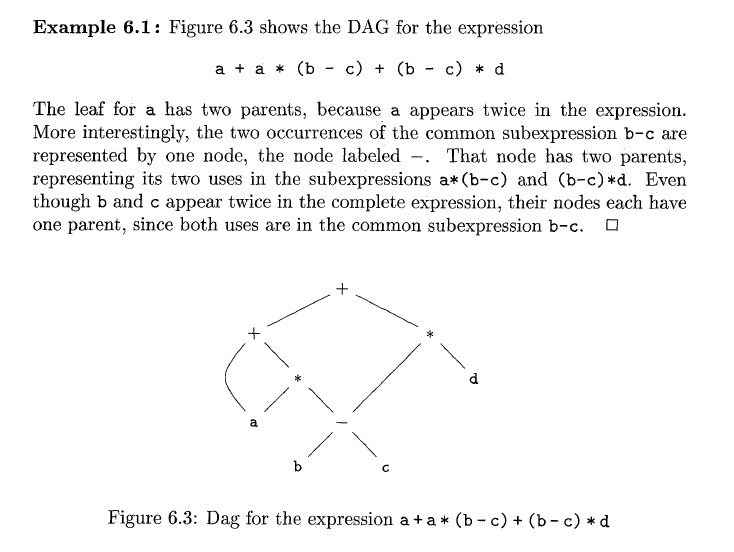 Example 6.1: Figure 6.3 shows the DAG for the expression
a + a * (b - c) + (b - c) * d
The leaf for a has two parents, because a appears twice in the expression.
More interestingly, the two occurrences of the common subexpression b-c are
represented by one node, the node labeled −. That node has two parents,
representing its two uses in the subexpressions a*(b-c) and (b-c)*d. Even
though b and c appear twice in the complete expression, their nodes each have
one parent, since both uses are in the common subexpression b-c. □
+
+ *
* d
a −
b c
Figure 6.3: Dag for the expression a+a*(b-c)+(b-c)*d